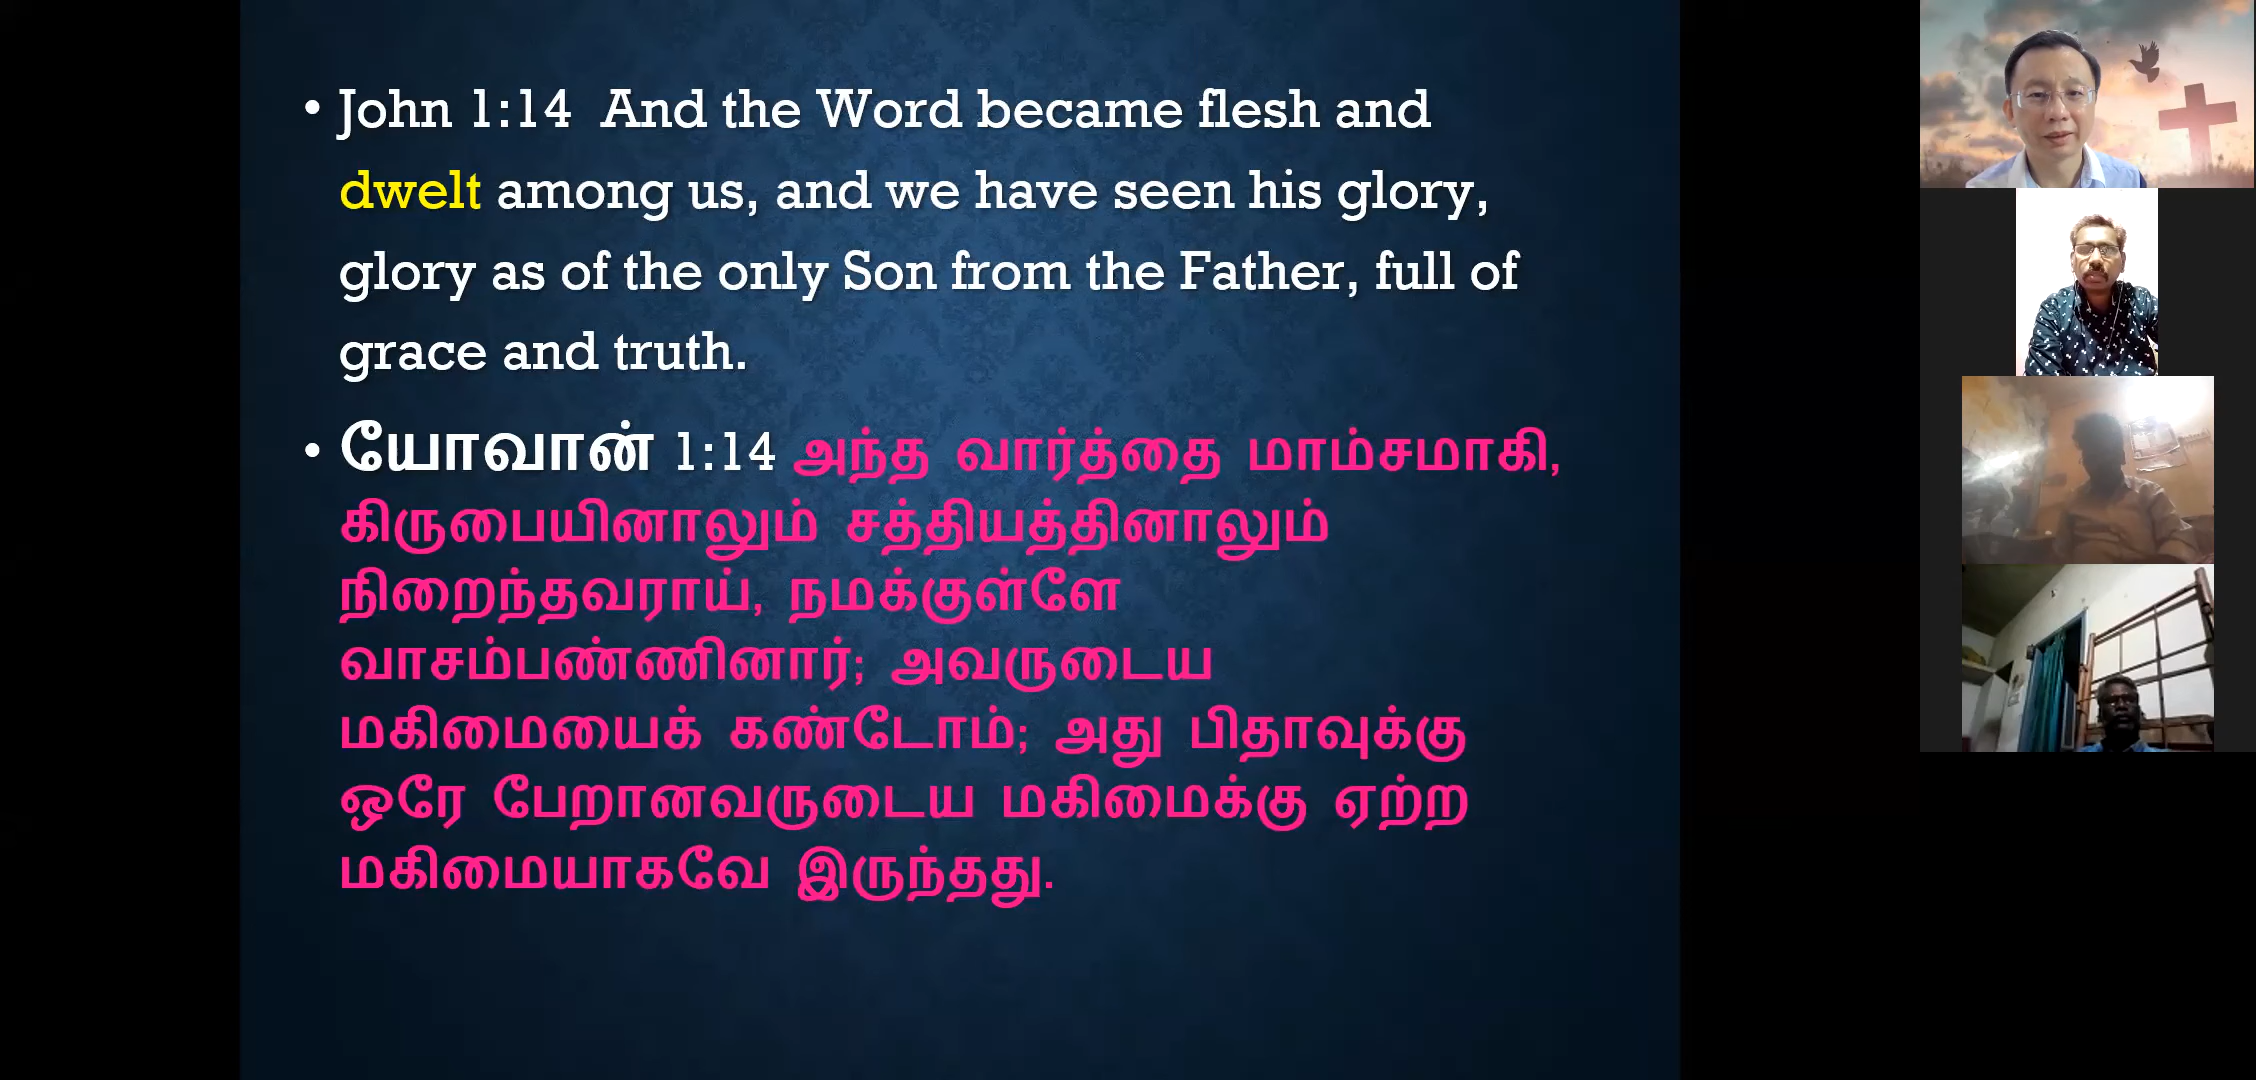 • John 1:14  And the Word became flesh and
dwelt among us, and we have seen his glory,
glory as of the only Son from the Father, full of
grace and truth.
• யோவான் 1:14 அந்த வார்த்தை மாம்சமாகி,
கிருபையினாலும் சத்தியத்தினாலும்
நிறைந்தவராய், நமக்குள்ளே
வாசம்பண்ணினார்; அவருடைய
மகிமையைக் கண்டோம்; அது பிதாவுக்கு
ஒரே பேறானவருடைய மகிமைக்கு ஏற்ற
மகிமையாகவே இருந்தது.